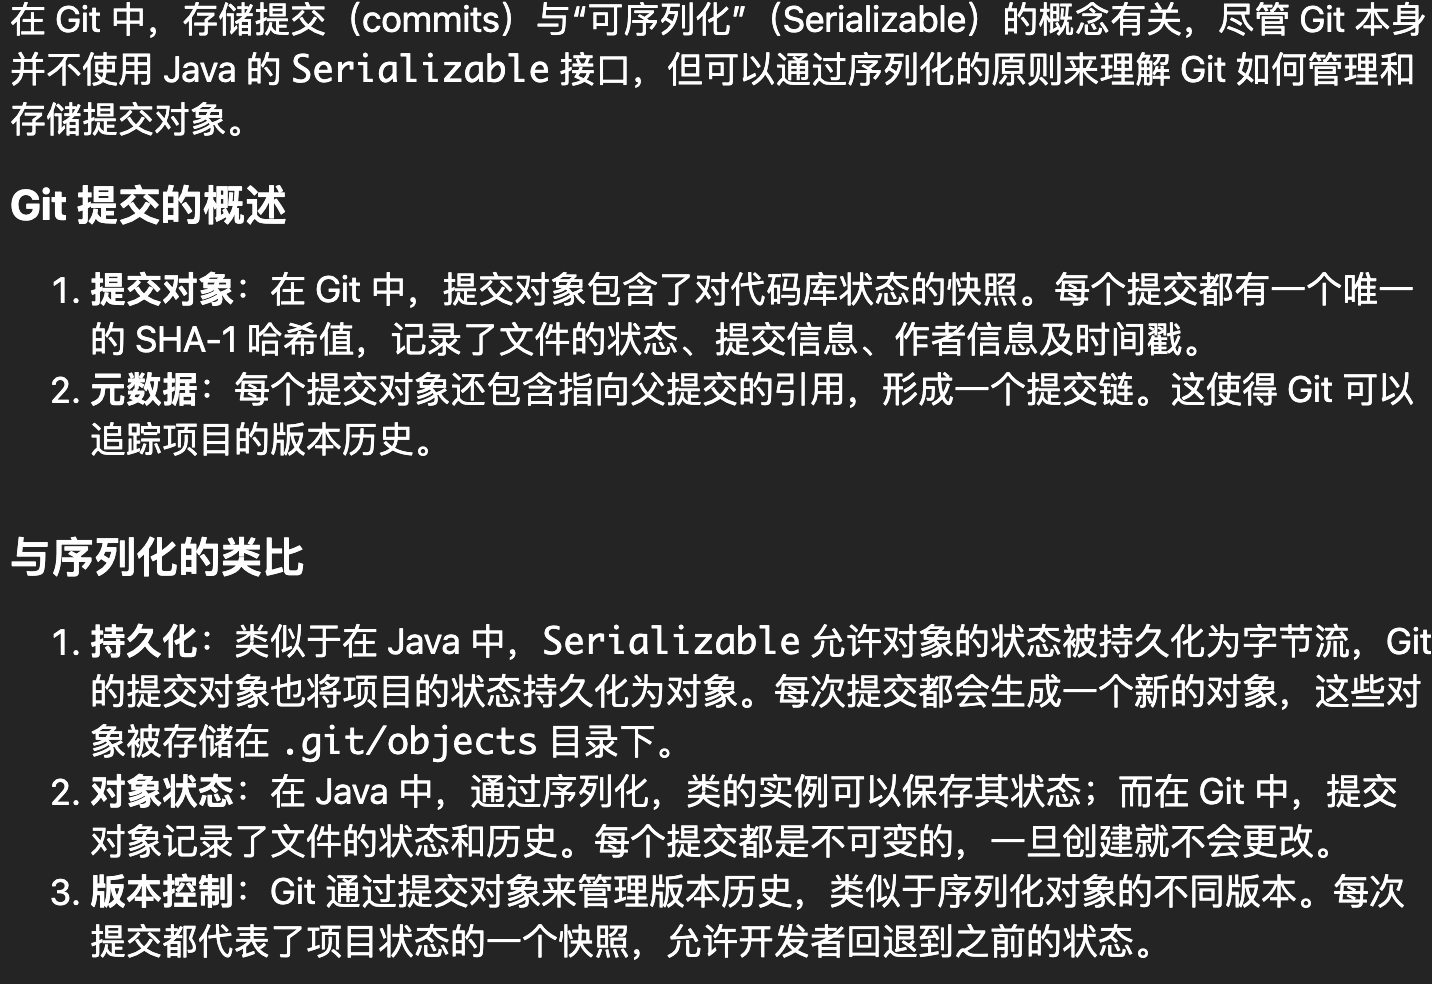 在 Git 中，存储提交（commits）与“可序列化”（Serializable）的概念有关，尽管 Git 本身
并不使用 Java 的 Serializable 接口，但可以通过序列化的原则来理解 Git 如何管理和
存储提交对象。
Git 提交的概述
1. 提交对象：在 Git 中，提交对象包含了对代码库状态的快照。每个提交都有一个唯一
的 SHA-1 哈希值，记录了文件的状态、提交信息、作者信息及时间戳。
2. 元数据：每个提交对象还包含指向父提交的引用，形成一个提交链。这使得 Git 可以
追踪项目的版本历史。
与序列化的类比
1. 持久化：类似于在 Java 中，Serializable 允许对象的状态被持久化为字节流，Git
的提交对象也将项目的状态持久化为对象。每次提交都会生成一个新的对象，这些对
象被存储在 .git/objects 目录下。
2. 对象状态：在 Java 中，通过序列化，类的实例可以保存其状态；而在 Git 中，提交
对象记录了文件的状态和历史。每个提交都是不可变的，一旦创建就不会更改。
3. 版本控制：Git 通过提交对象来管理版本历史，类似于序列化对象的不同版本。每次
提交都代表了项目状态的一个快照，允许开发者回退到之前的状态。